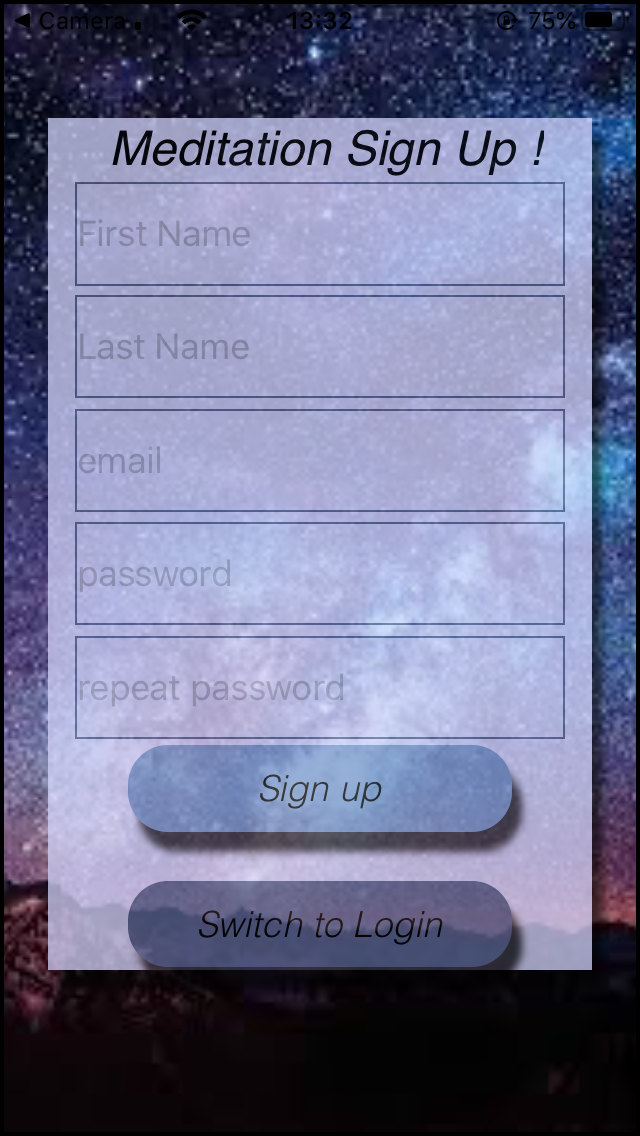 Camera
13:32
75%
Meditation Sign Up !
First Name
Last Name
email
password
repeat password
Sign up
Switch to Login